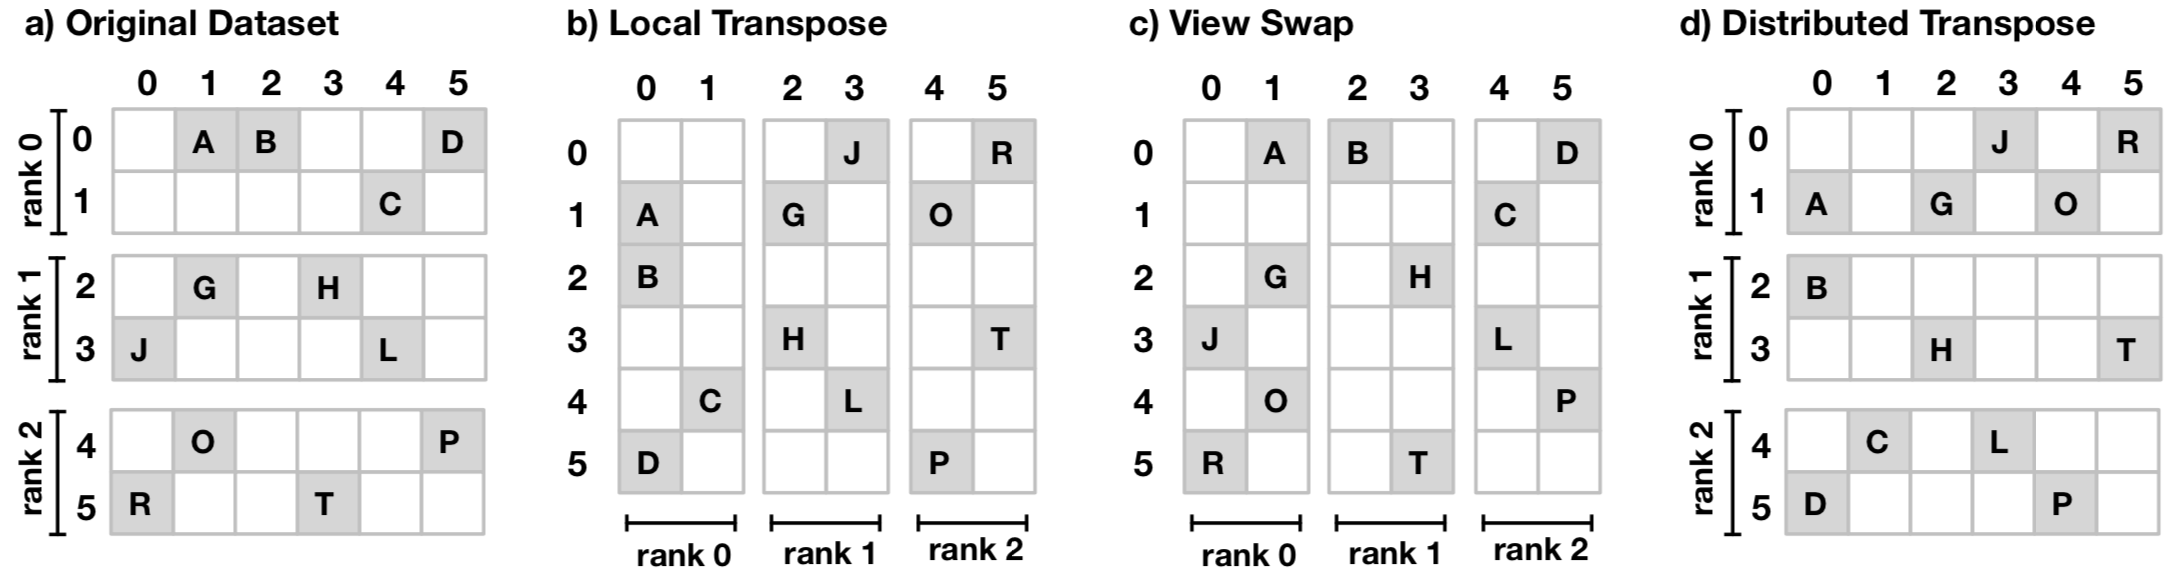 a) Original Dataset
0 1 2 3 4 5
rank 0
0 A B D
1 C
rank 1
2 G H
3 J L
rank 2
4 O P
5 R T
b) Local Transpose
0 1 2 3 4 5
0 J R
1 A G O
2 B
3 H T
4 C L
5 D P
rank 0 rank 1 rank 2
c) View Swap
0 1 2 3 4 5
0 A B D
1 C
2 G H
3 J L
4 O P
5 R T
rank 0 rank 1 rank 2
d) Distributed Transpose
0 1 2 3 4 5
rank 0
0 J R
1 A G O
rank 1
2 B
3 H T
rank 2
4 C L
5 D P